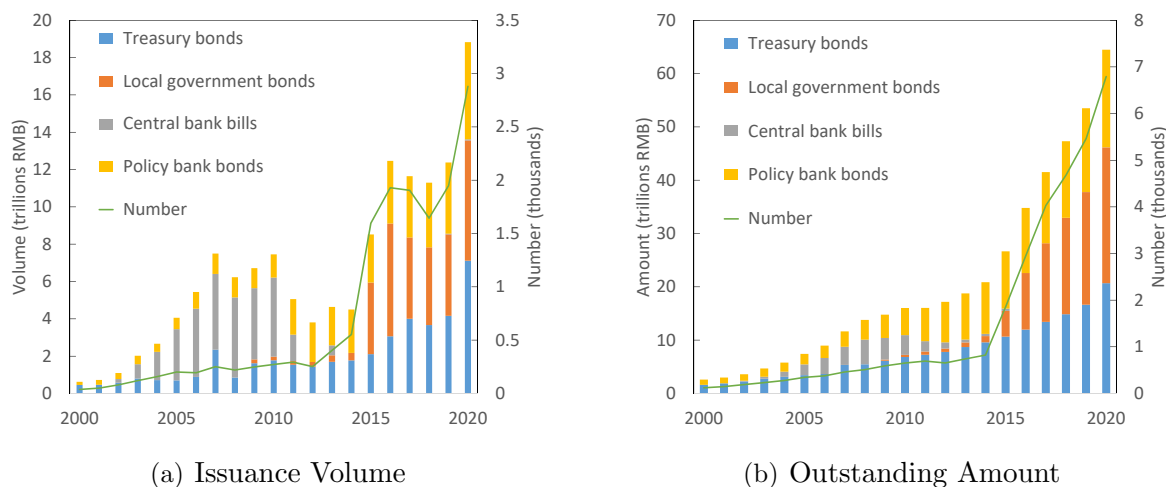 20
18
16
14
12
10
8
6
4
2
0
Volume (trillions RMB)
Treasury bonds
Local government bonds
Central bank bills
Policy bank bonds
Number
3.5
3
2.5
2
1.5
1
0.5
0
Number (thousands)
2000 2005 2010 2015 2020
(a) Issuance Volume
70
60
50
40
30
20
10
0
Amount (trillions RMB)
Treasury bonds
Local government bonds
Central bank bills
Policy bank bonds
Number
8
7
6
5
4
3
2
1
0
Number (thousands)
2000 2005 2010 2015 2020
(b) Outstanding Amount